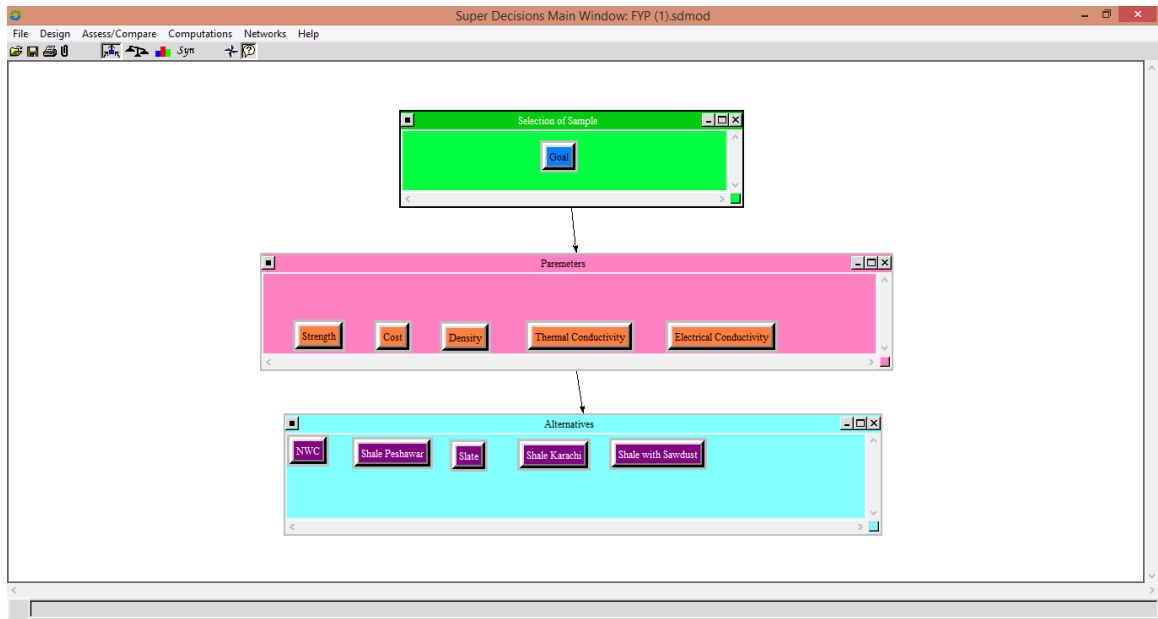 Super Decisions Main Window: FYP (1).sdmod
File Design Assess/Compare Computations Networks Help
Syn
Selection of Sample
Goal
Paremeters
Strength Cost Density Thermal Conductivity Electrical Conductivity
Alternatives
NWC Shale Peshawar Slate Shale Karachi Shale with Sawdust